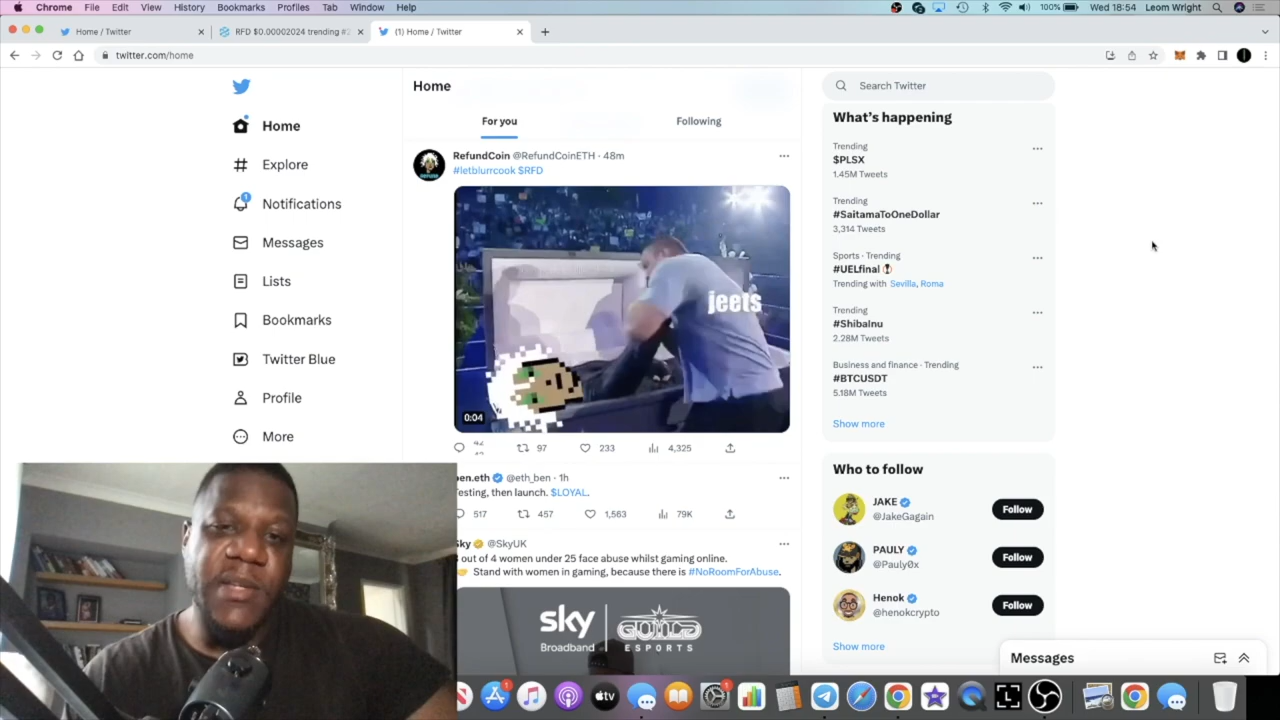 Chrome File Edit View History Bookmarks Profiles Tab Window Help 100% Wed 18:54 Leom Wright
Home / Twitter
RFD $0.00002024 trending #
(1) Home / Twitter
twitter.com/home
Home
Explore
1
Notifications
Messages
Lists
Bookmarks
Twitter Blue
Profile
More
Home
For you
Following
RefundCoin @RefundCoinETH · 48m
#letblurrcook $RFD
jeets
0:04
97 233 4,325
@eth_ben · 1h
then launch. $LOYAL.
517 457 1,563 79K
Sky @SkyUK
out of 4 women under 25 face abuse whilst gaming online.
Stand with women in gaming, because there is #NoRoomForAbuse.
sky
Broadband
GUILD
ESPORTS
Search Twitter
What's happening
Trending
$PLSX
1.45M Tweets
Trending
#SaitamaToOneDollar
3,314 Tweets
Sports · Trending
#UELfinal
Trending with Sevilla, Roma
Trending
#ShibaInu
2.28M Tweets
Business and finance · Trending
#BTCUSDT
5.18M Tweets
Show more
Who to follow
JAKE
@JakeGagain
Follow
PAULY
@Pauly0x
Follow
Henok
@henokcrypto
Follow
Show more
Messages
1
tv
1